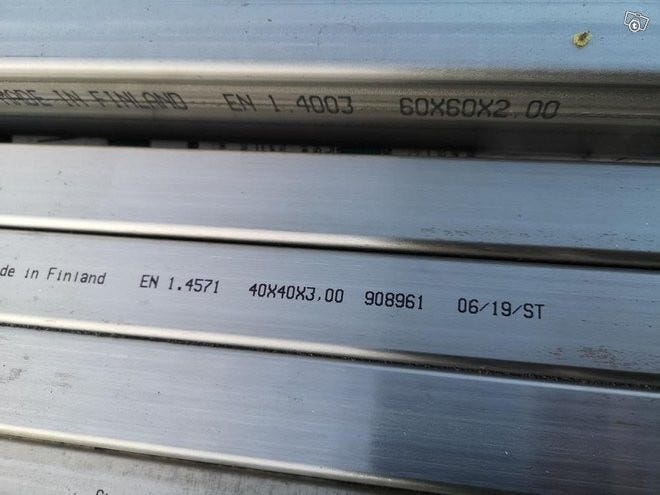 MADE IN FINLAND EN 1.4003 60X60X2.00
de in Finland EN 1.4571 40X40X3.00 908961 06/19/ST